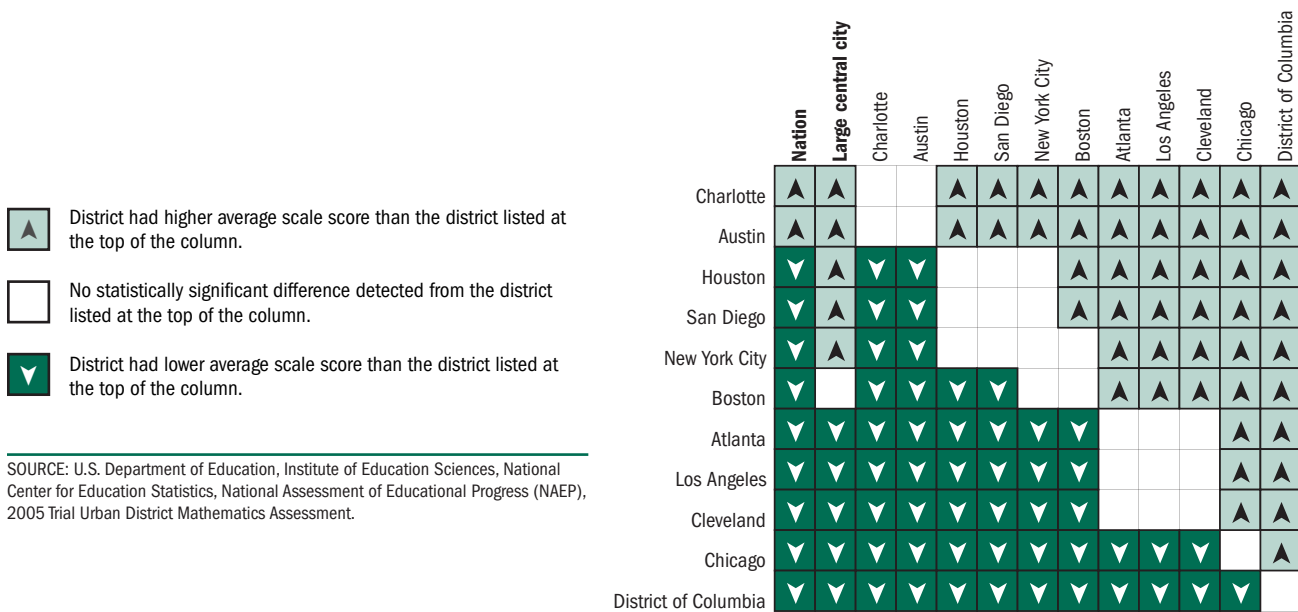 Nation
Large central city
Charlotte
Austin
Houston
San Diego
New York City
Boston
Atlanta
Los Angeles
Cleveland
Chicago
District of Columbia
District had higher average scale score than the district listed at
the top of the column.
No statistically significant difference detected from the district
listed at the top of the column.
District had lower average scale score than the district listed at
the top of the column.
SOURCE: U.S. Department of Education, Institute of Education Sciences, National
Center for Education Statistics, National Assessment of Educational Progress (NAEP),
2005 Trial Urban District Mathematics Assessment.
Charlotte
Austin
Houston
San Diego
New York City
Boston
Atlanta
Los Angeles
Cleveland
Chicago
District of Columbia